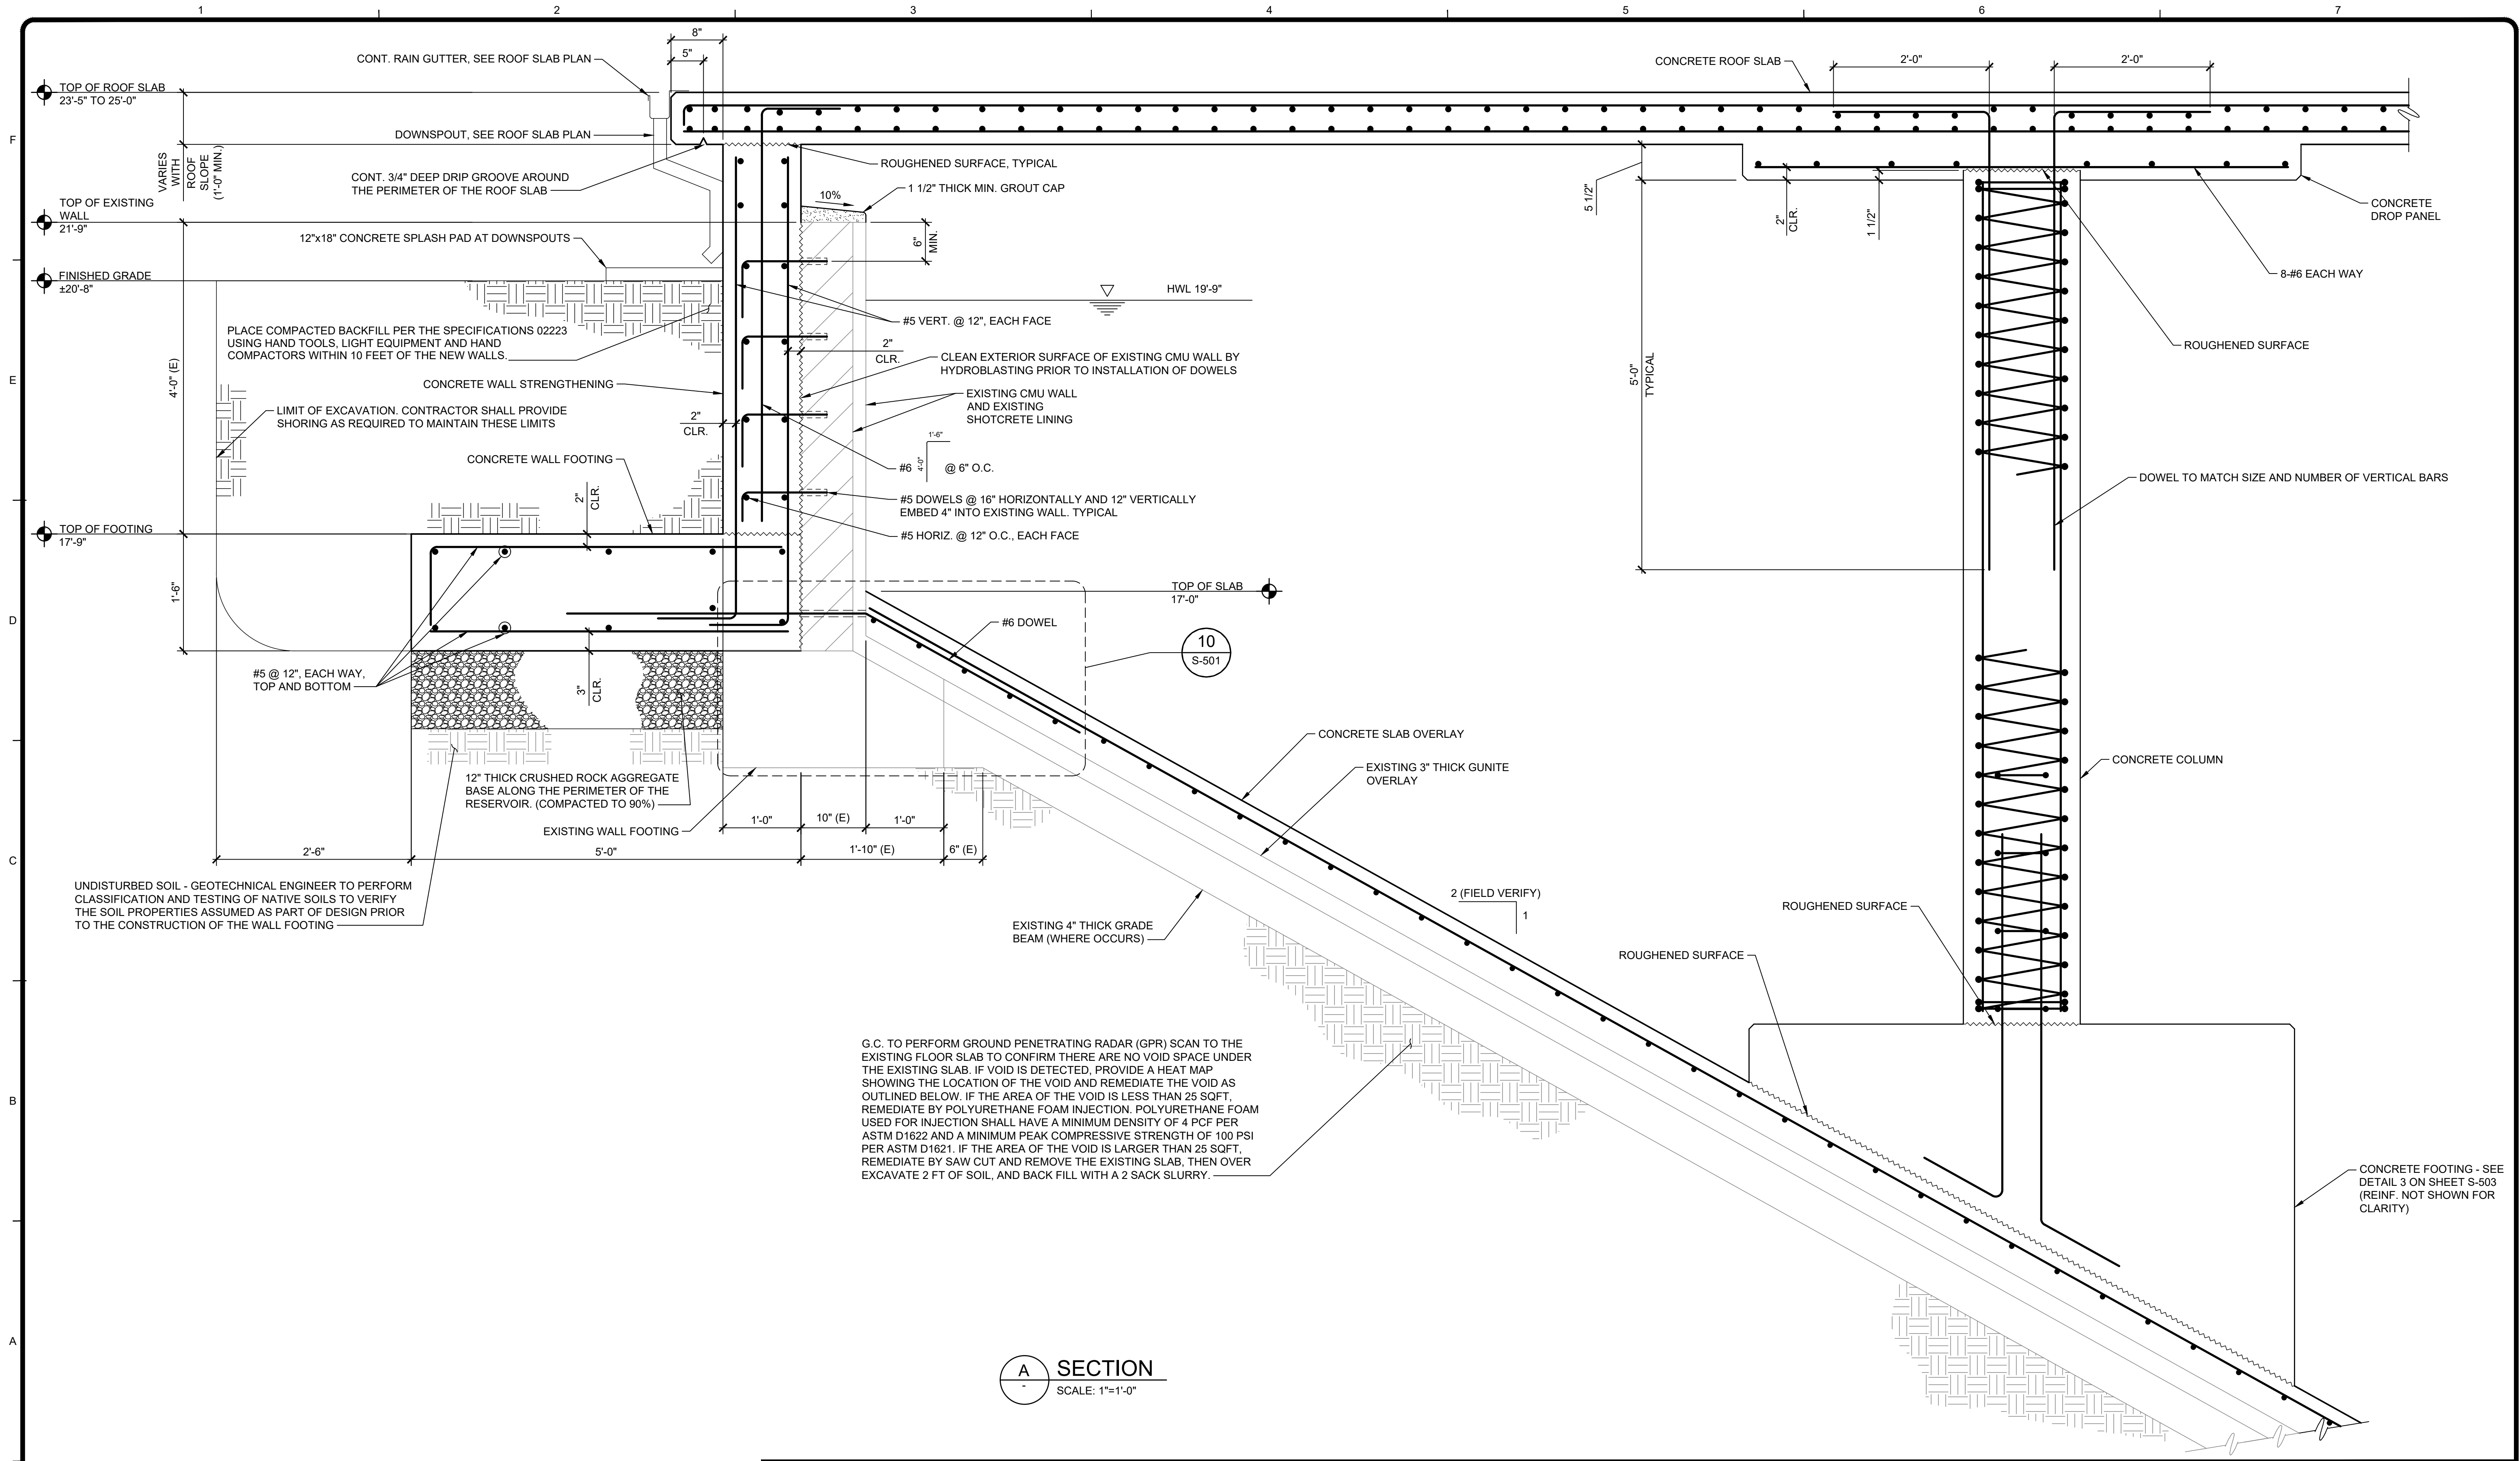 1 2 3 4 5 6 7
F
E
D
C
B
A
8"
5"
CONT. RAIN GUTTER, SEE ROOF SLAB PLAN
TOP OF ROOF SLAB
23'-5" TO 25'-0"
DOWNSPOUT, SEE ROOF SLAB PLAN
VARIES
WITH
ROOF
SLOPE
(1'-0" MIN.)
CONT. 3/4" DEEP DRIP GROOVE AROUND
THE PERIMETER OF THE ROOF SLAB
TOP OF EXISTING
WALL
21'-9"
12"x18" CONCRETE SPLASH PAD AT DOWNSPOUTS
FINISHED GRADE
±20'-8"
PLACE COMPACTED BACKFILL PER THE SPECIFICATIONS 02223
USING HAND TOOLS, LIGHT EQUIPMENT AND HAND
COMPACTORS WITHIN 10 FEET OF THE NEW WALLS.
4'-0" (E)
CONCRETE WALL STRENGTHENING
LIMIT OF EXCAVATION. CONTRACTOR SHALL PROVIDE
SHORING AS REQUIRED TO MAINTAIN THESE LIMITS
2"
CLR.
CONCRETE WALL FOOTING
2"
CLR.
TOP OF FOOTING
17'-9"
1'-6"
#5 @ 12", EACH WAY,
TOP AND BOTTOM
3"
CLR.
12" THICK CRUSHED ROCK AGGREGATE
BASE ALONG THE PERIMETER OF THE
RESERVOIR. (COMPACTED TO 90%)
EXISTING WALL FOOTING
1'-0"
10" (E)
1'-0"
2'-6"
5'-0"
1'-10" (E)
6" (E)
UNDISTURBED SOIL - GEOTECHNICAL ENGINEER TO PERFORM
CLASSIFICATION AND TESTING OF NATIVE SOILS TO VERIFY
THE SOIL PROPERTIES ASSUMED AS PART OF DESIGN PRIOR
TO THE CONSTRUCTION OF THE WALL FOOTING
ROUGHENED SURFACE, TYPICAL
10%
1 1/2" THICK MIN. GROUT CAP
6"
MIN.
HWL 19'-9"
#5 VERT. @ 12", EACH FACE
2"
CLR.
CLEAN EXTERIOR SURFACE OF EXISTING CMU WALL BY
HYDROBLASTING PRIOR TO INSTALLATION OF DOWELS
EXISTING CMU WALL
AND EXISTING
SHOTCRETE LINING
1'-6"
4'-0"
#6 @ 6" O.C.
#5 DOWELS @ 16" HORIZONTALLY AND 12" VERTICALLY
EMBED 4" INTO EXISTING WALL. TYPICAL
#5 HORIZ. @ 12" O.C., EACH FACE
TOP OF SLAB
17'-0"
#6 DOWEL
10
S-501
CONCRETE SLAB OVERLAY
EXISTING 3" THICK GUNITE
OVERLAY
2 (FIELD VERIFY)
1
EXISTING 4" THICK GRADE
BEAM (WHERE OCCURS)
G.C. TO PERFORM GROUND PENETRATING RADAR (GPR) SCAN TO THE
EXISTING FLOOR SLAB TO CONFIRM THERE ARE NO VOID SPACE UNDER
THE EXISTING SLAB. IF VOID IS DETECTED, PROVIDE A HEAT MAP
SHOWING THE LOCATION OF THE VOID AND REMEDIATE THE VOID AS
OUTLINED BELOW. IF THE AREA OF THE VOID IS LESS THAN 25 SQFT,
REMEDIATE BY POLYURETHANE FOAM INJECTION. POLYURETHANE FOAM
USED FOR INJECTION SHALL HAVE A MINIMUM DENSITY OF 4 PCF PER
ASTM D1622 AND A MINIMUM PEAK COMPRESSIVE STRENGTH OF 100 PSI
PER ASTM D1621. IF THE AREA OF THE VOID IS LARGER THAN 25 SQFT,
REMEDIATE BY SAW CUT AND REMOVE THE EXISTING SLAB, THEN OVER
EXCAVATE 2 FT OF SOIL, AND BACK FILL WITH A 2 SACK SLURRY.
CONCRETE ROOF SLAB
2'-0"
2'-0"
5 1/2"
2"
CLR.
1 1/2"
CONCRETE
DROP PANEL
8-#6 EACH WAY
ROUGHENED SURFACE
5'-0"
TYPICAL
DOWEL TO MATCH SIZE AND NUMBER OF VERTICAL BARS
CONCRETE COLUMN
ROUGHENED SURFACE
ROUGHENED SURFACE
CONCRETE FOOTING - SEE
DETAIL 3 ON SHEET S-503
(REINF. NOT SHOWN FOR
CLARITY)
A
-
SECTION
SCALE: 1"=1'-0"